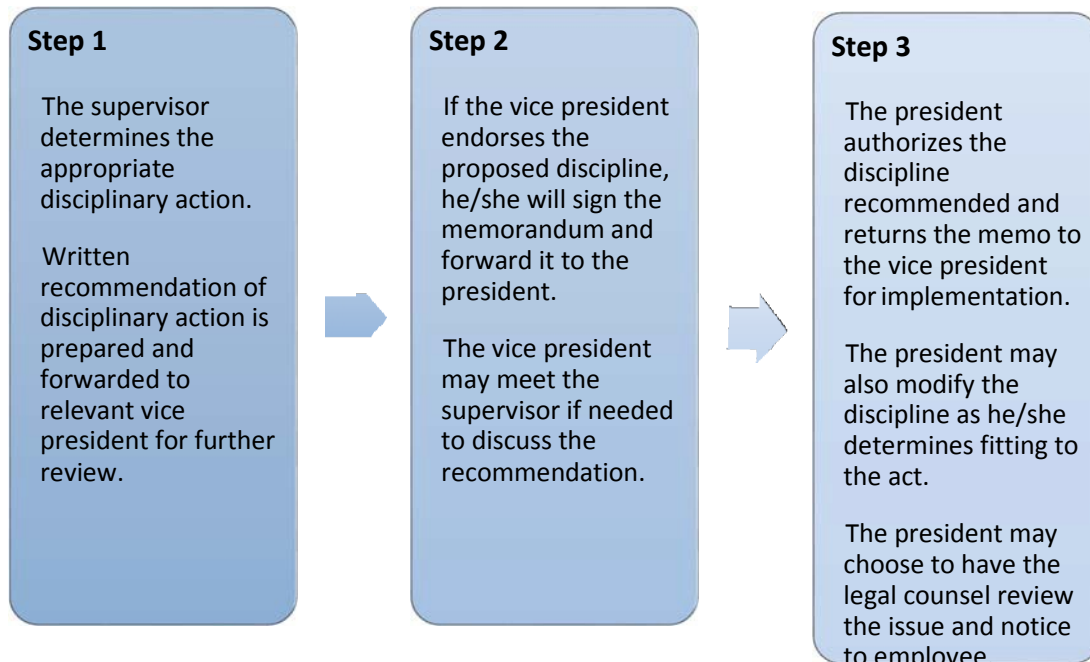 Step 1
The supervisor
determines the
appropriate
disciplinary action.
Written
recommendation of
disciplinary action is
prepared and
forwarded to
relevant vice
president for further
review.
Step 2
If the vice president
endorses the
proposed discipline,
he/she will sign the
memorandum and
forward it to the
president.
The vice president
may meet the
supervisor if needed
to discuss the
recommendation.
Step 3
The president
authorizes the
discipline
recommended and
returns the memo to
the vice president
for implementation.
The president may
also modify the
discipline as he/she
determines fitting to
the act.
The president may
choose to have the
legal counsel review
the issue and notice
to employee